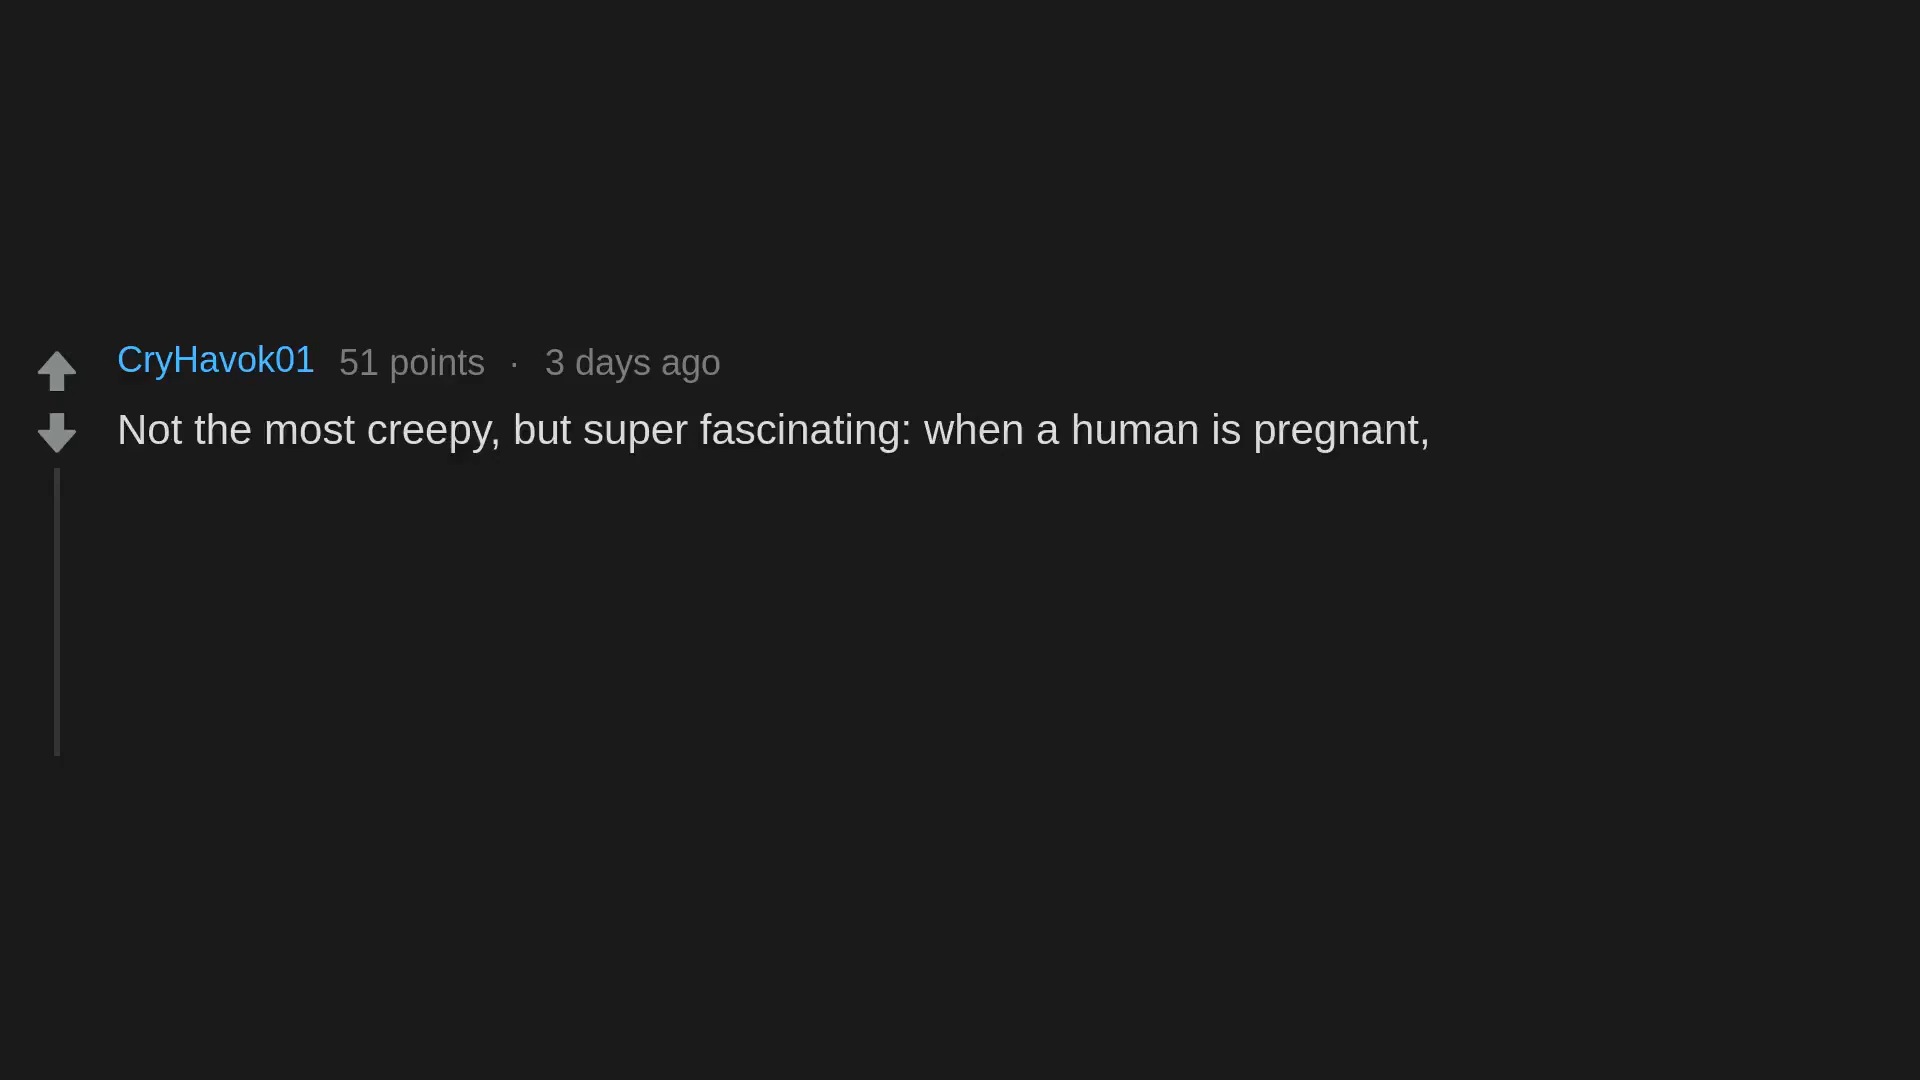 CryHavok01 51 points · 3 days ago
Not the most creepy, but super fascinating: when a human is pregnant,